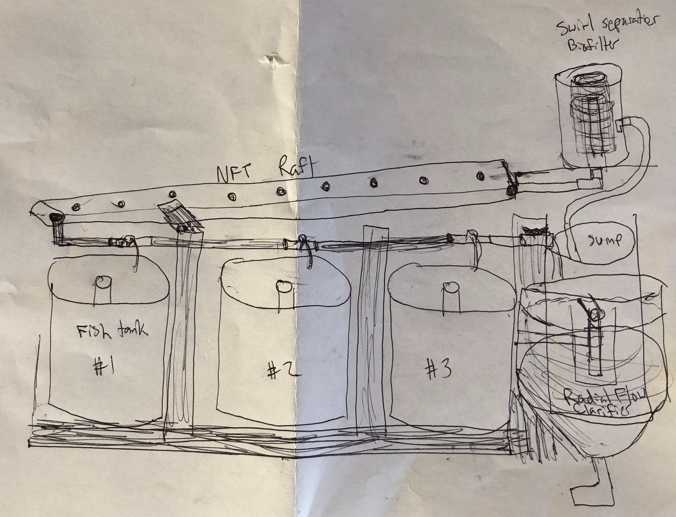 Swirl separator
Biofilter
NFT Raft
Sump
Fish tank
#1
#2
#3
Radial Flow
Clarifier